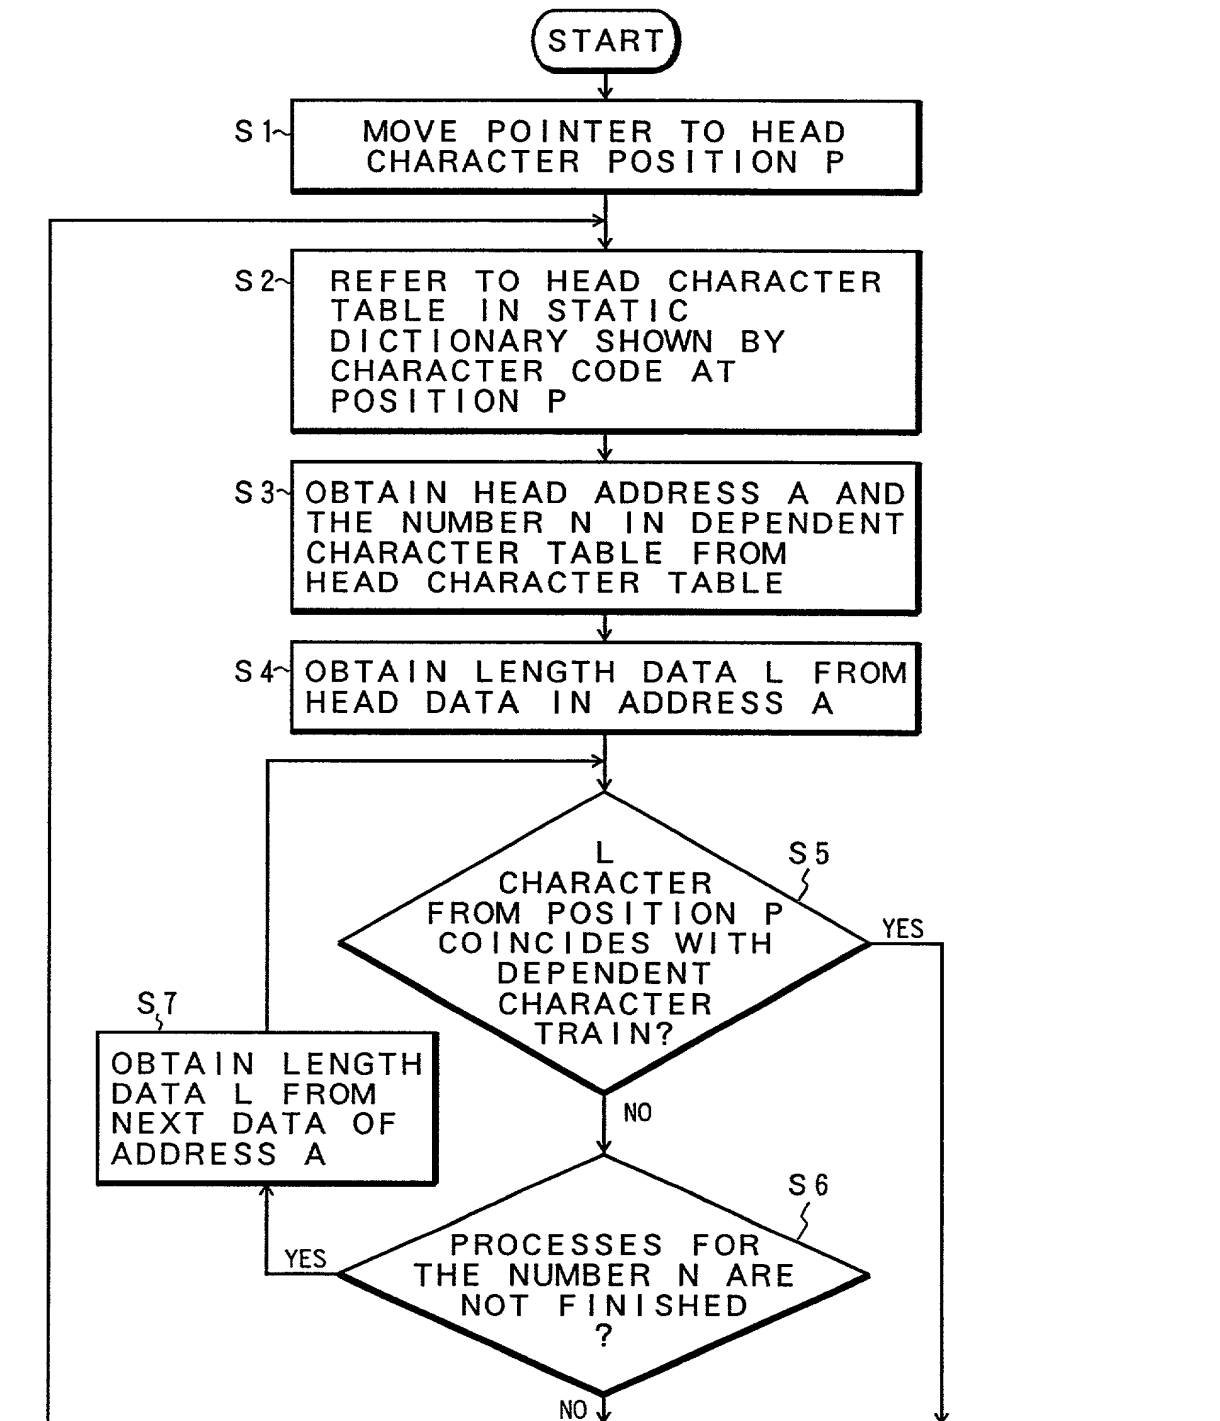 START
S1
MOVE POINTER TO HEAD
CHARACTER POSITION P
S2
REFER TO HEAD CHARACTER
TABLE IN STATIC
DICTIONARY SHOWN BY
CHARACTER CODE AT
POSITION P
S3
OBTAIN HEAD ADDRESS A AND
THE NUMBER N IN DEPENDENT
CHARACTER TABLE FROM
HEAD CHARACTER TABLE
S4
OBTAIN LENGTH DATA L FROM
HEAD DATA IN ADDRESS A
S5
L
CHARACTER
FROM POSITION P
COINCIDES WITH
DEPENDENT
CHARACTER
TRAIN?
YES
NO
S7
OBTAIN LENGTH
DATA L FROM
NEXT DATA OF
ADDRESS A
S6
PROCESSES FOR
THE NUMBER N ARE
NOT FINISHED
?
YES
NO